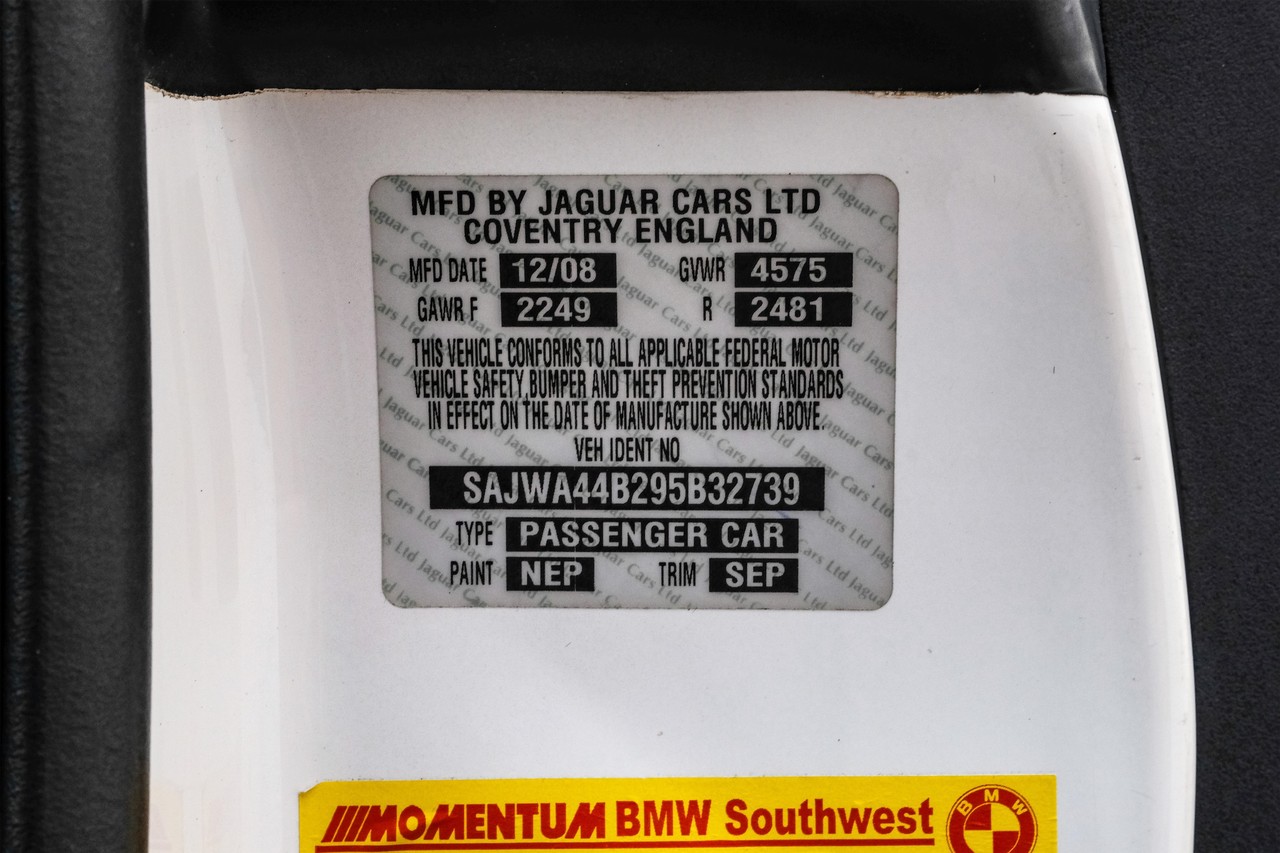 MFD BY JAGUAR CARS LTD
COVENTRY ENGLAND
MFD DATE 12/08 GVWR 4575
GAWR F 2249 R 2481
THIS VEHICLE CONFORMS TO ALL APPLICABLE FEDERAL MOTOR
VEHICLE SAFETY, BUMPER AND THEFT PREVENTION STANDARDS
IN EFFECT ON THE DATE OF MANUFACTURE SHOWN ABOVE.
VEH IDENT NO
SAJWA44B295B32739
TYPE PASSENGER CAR
PAINT NEP TRIM SEP
MOMENTUM BMW Southwest
BMW